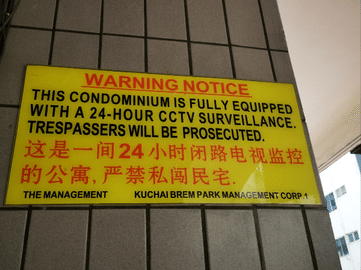 WARNING NOTICE
THIS CONDOMINIUM IS FULLY EQUIPPED
WITH A 24-HOUR CCTV SURVEILLANCE.
TRESPASSERS WILL BE PROSECUTED.
这是一间24小时闭路电视监控
的公寓,严禁私闯民宅.
THE MANAGEMENT KUCHAI BREM PARK MANAGEMENT CORP.1